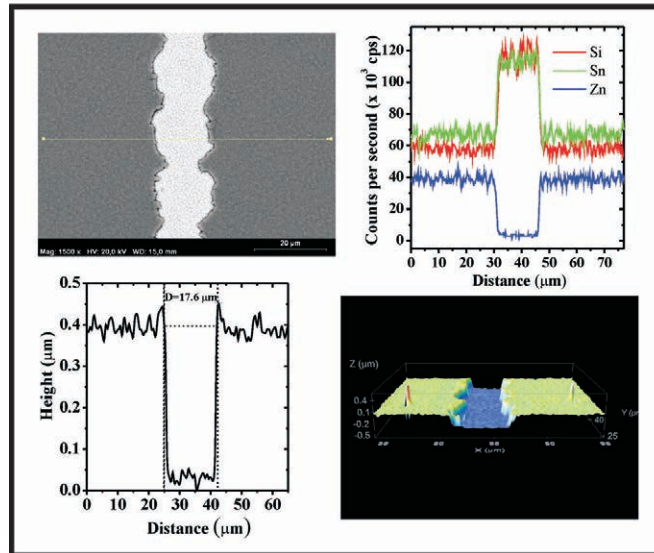 Mag: 1500 x HV: 20,0 kV WD: 15,0 mm
20 µm
Counts per second (x 10³ cps)
120
100
80
60
40
20
0
Si
Sn
Zn
0 10 20 30 40 50 60 70
Distance (µm)
Height (µm)
0.5
0.4
0.3
0.2
0.1
0.0
D=17.6 µm
0 10 20 30 40 50 60
Distance (µm)
Z (µm)
0.4
0.1
-0.2
-0.5
X (µm)
40
25